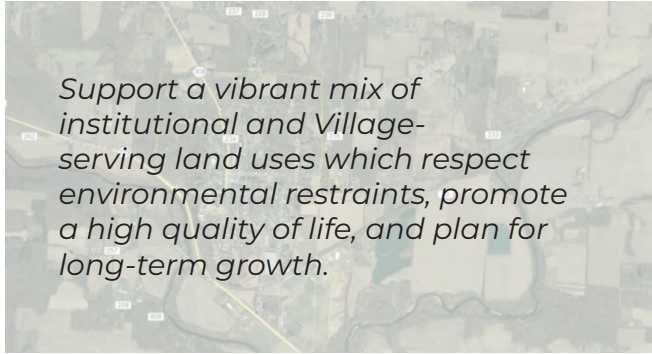 Support a vibrant mix of
institutional and Village-
serving land uses which respect
environmental restraints, promote
a high quality of life, and plan for
long-term growth.